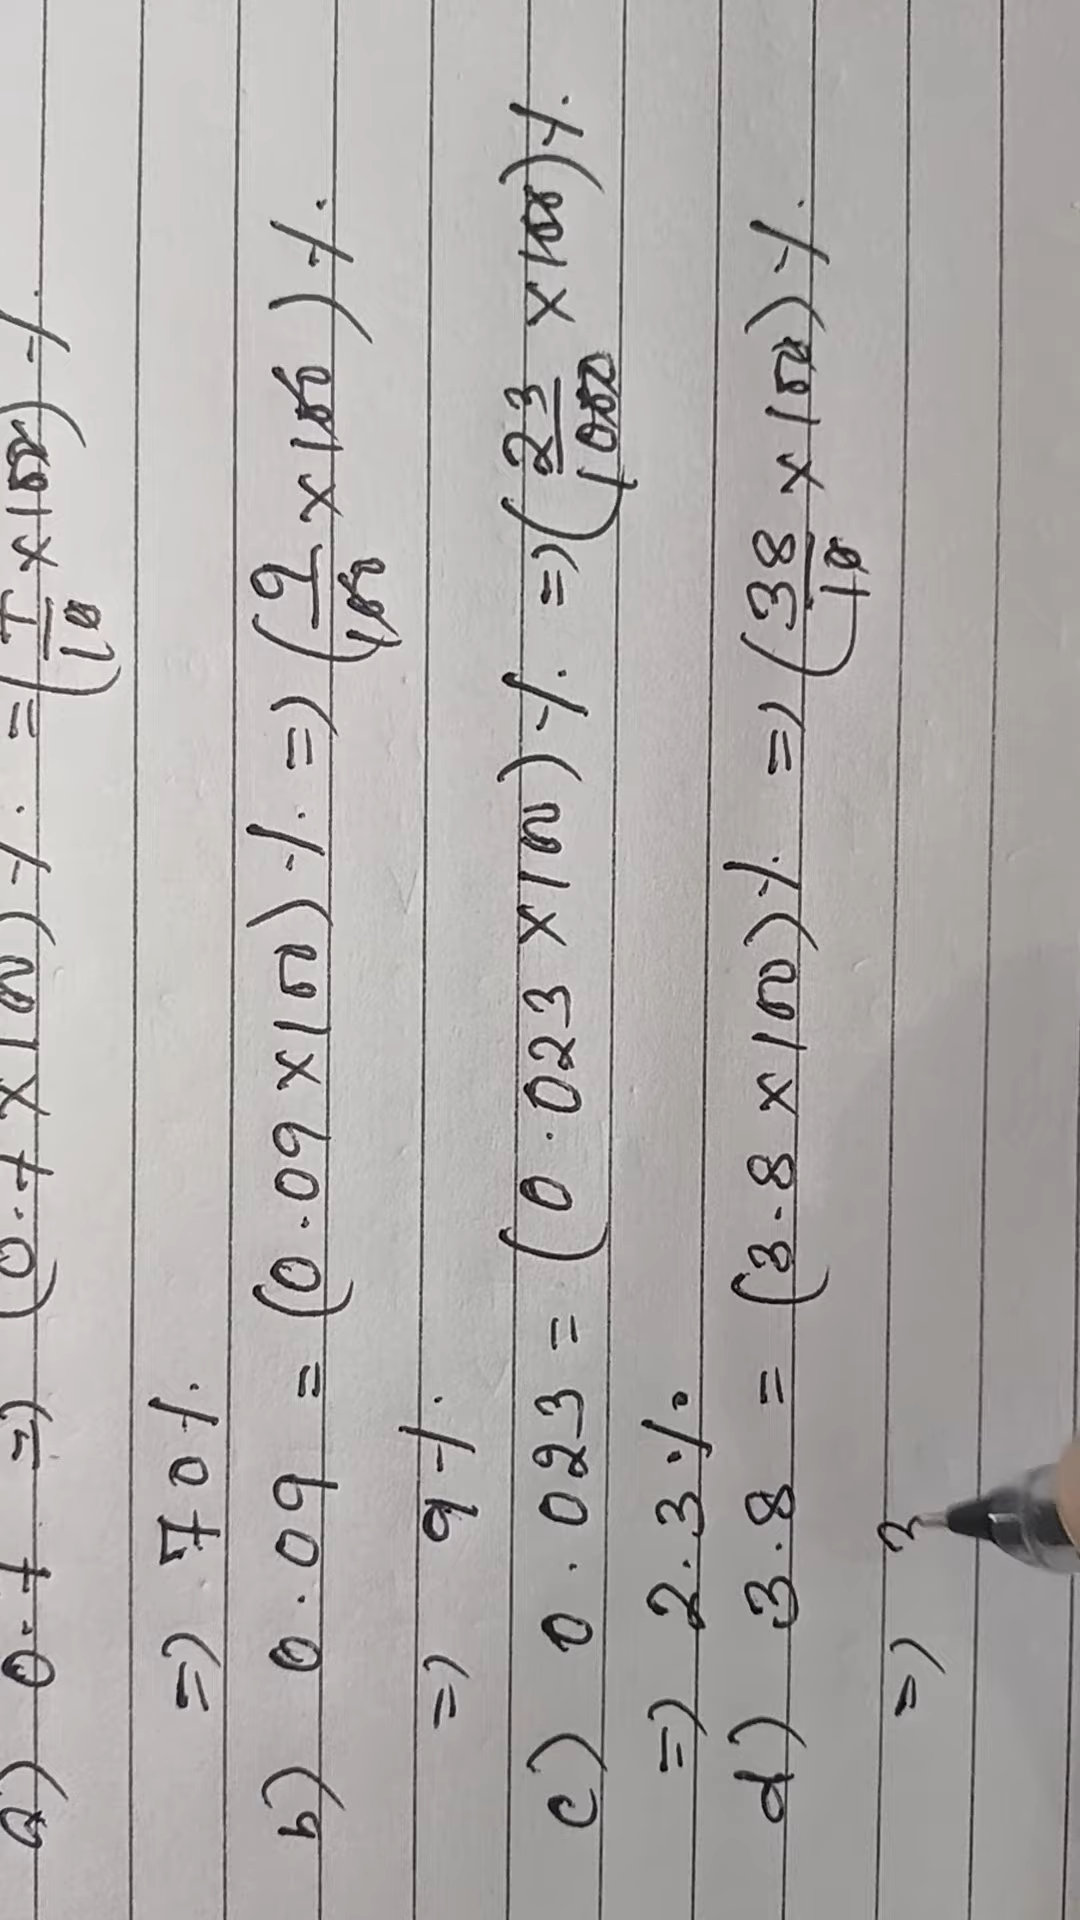 a) 0.7 => (0.7 x 100) % = (7/10 x 100) %
=> 70 %
b) 0.09 = (0.09 x 100) % => (9/100 x 100) %
=> 9 %
c) 0.023 = (0.023 x 100) % => (23/1000 x 100) %
=> 2.3 %
d) 3.8 = (3.8 x 100) % => (38/10 x 100) %
=> 3